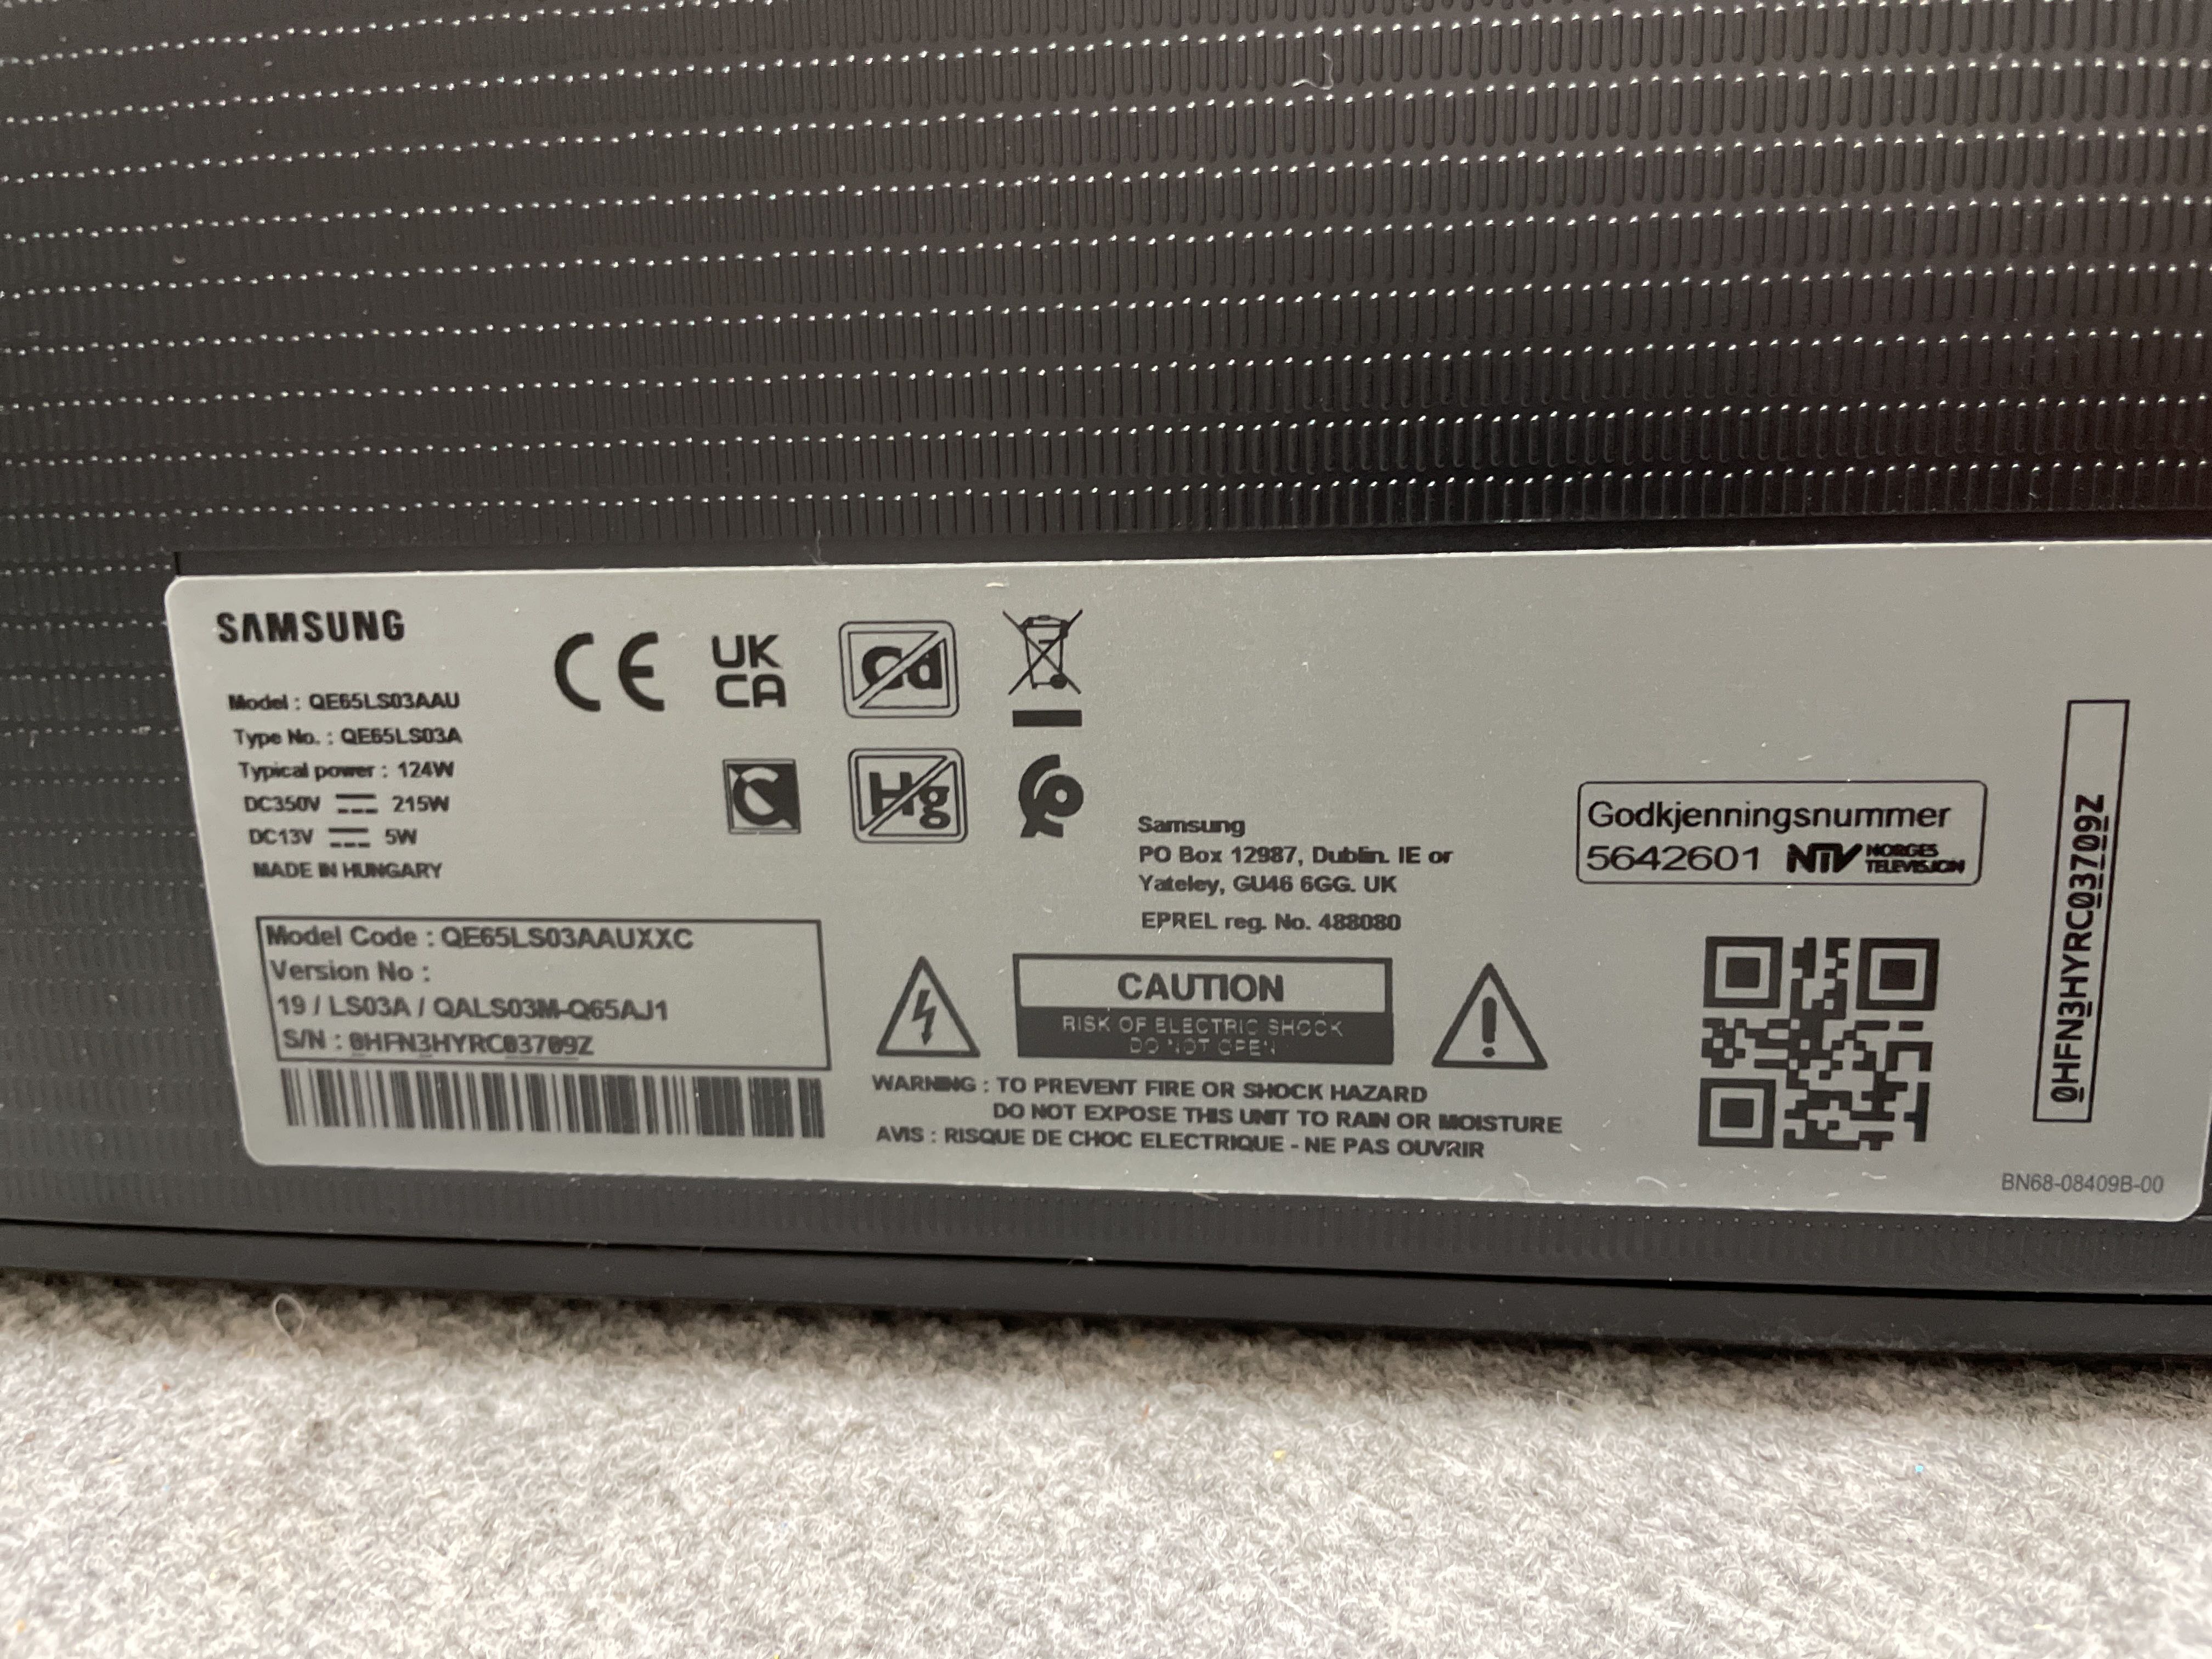 SAMSUNG
Model : QE65LS03AAU
Type No. : QE65LS03A
Typical power : 124W
DC350V 215W
DC13V 5W
MADE IN HUNGARY
CE
UK
CA
Cd
C
Hg
Model Code : QE65LS03AAUXXC
Version No :
19 / LS03A / QALS03M-Q65AJ1
S/N : 0HFN3HYRC03709Z
Samsung
PO Box 12987, Dublin. IE or
Yateley, GU46 6GG. UK
EPREL reg. No. 488080
CAUTION
RISK OF ELECTRIC SHOCK
DO NOT OPEN
WARNING : TO PREVENT FIRE OR SHOCK HAZARD
DO NOT EXPOSE THIS UNIT TO RAIN OR MOISTURE
AVIS : RISQUE DE CHOC ELECTRIQUE - NE PAS OUVRIR
Godkjenningsnummer
5642601 NTV NORGES
TELEVISJON
0HFN3HYRC03709Z
BN68-08409B-00